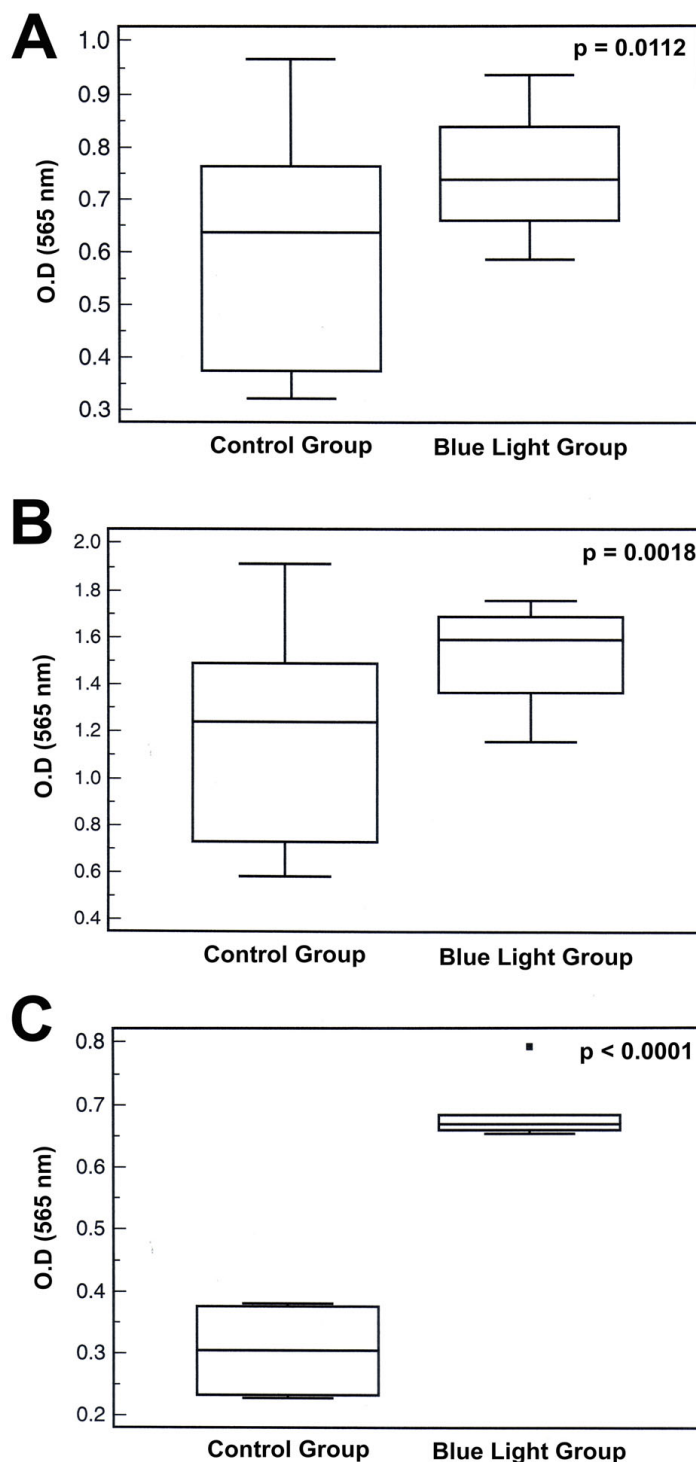 A
p = 0.0112
O.D (565 nm)
1.0
0.9
0.8
0.7
0.6
0.5
0.4
0.3
Control Group
Blue Light Group
B
p = 0.0018
O.D (565 nm)
2.0
1.8
1.6
1.4
1.2
1.0
0.8
0.6
0.4
Control Group
Blue Light Group
C
p < 0.0001
O.D (565 nm)
0.8
0.7
0.6
0.5
0.4
0.3
0.2
Control Group
Blue Light Group